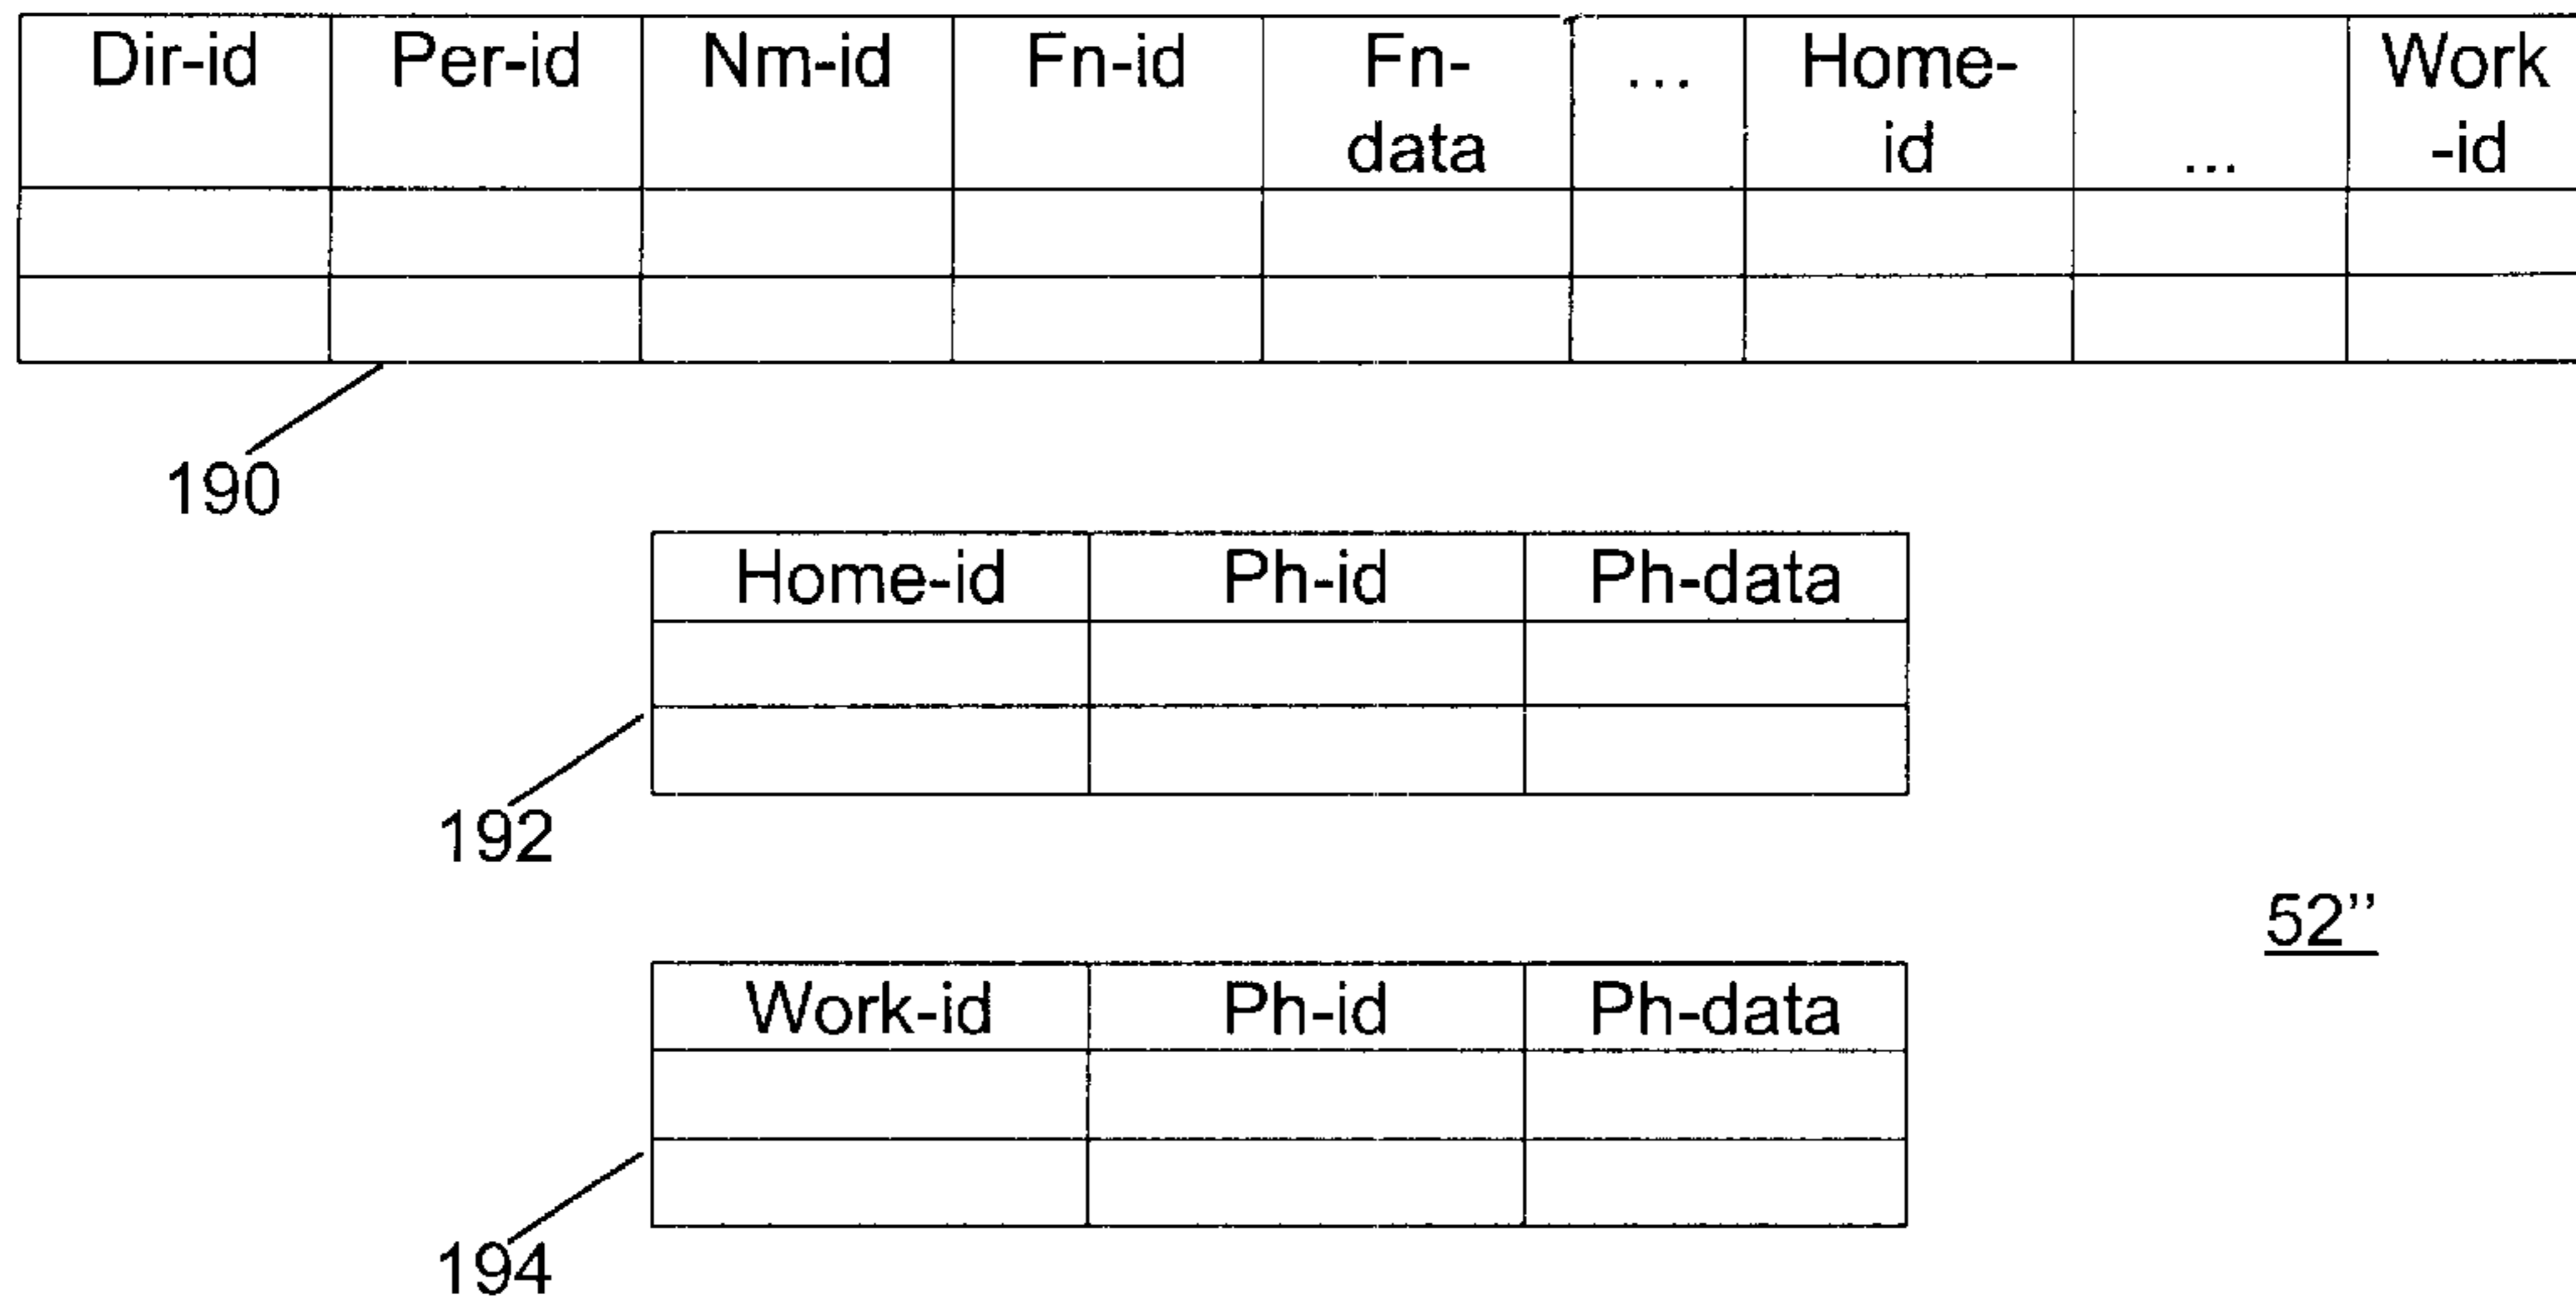 Dir-id Per-id Nm-id Fn-id Fn- ... Home- Work
data id ... -id
190
Home-id Ph-id Ph-data
192
52’’
Work-id Ph-id Ph-data
194